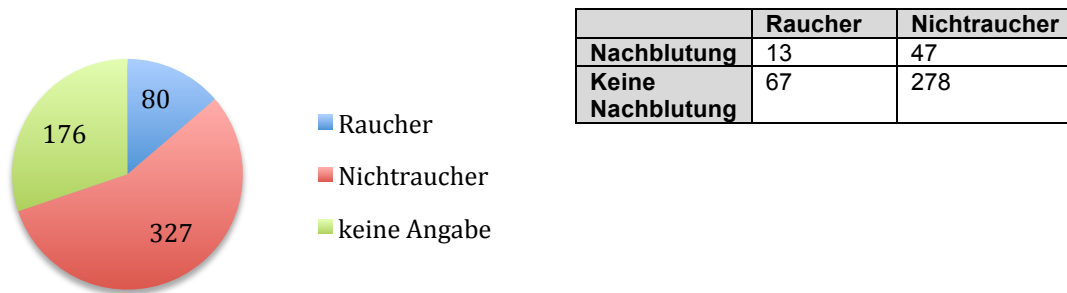 80
176
327
Raucher
Nichtraucher
keine Angabe
Raucher Nichtraucher
Nachblutung 13 47
Keine 67 278
Nachblutung